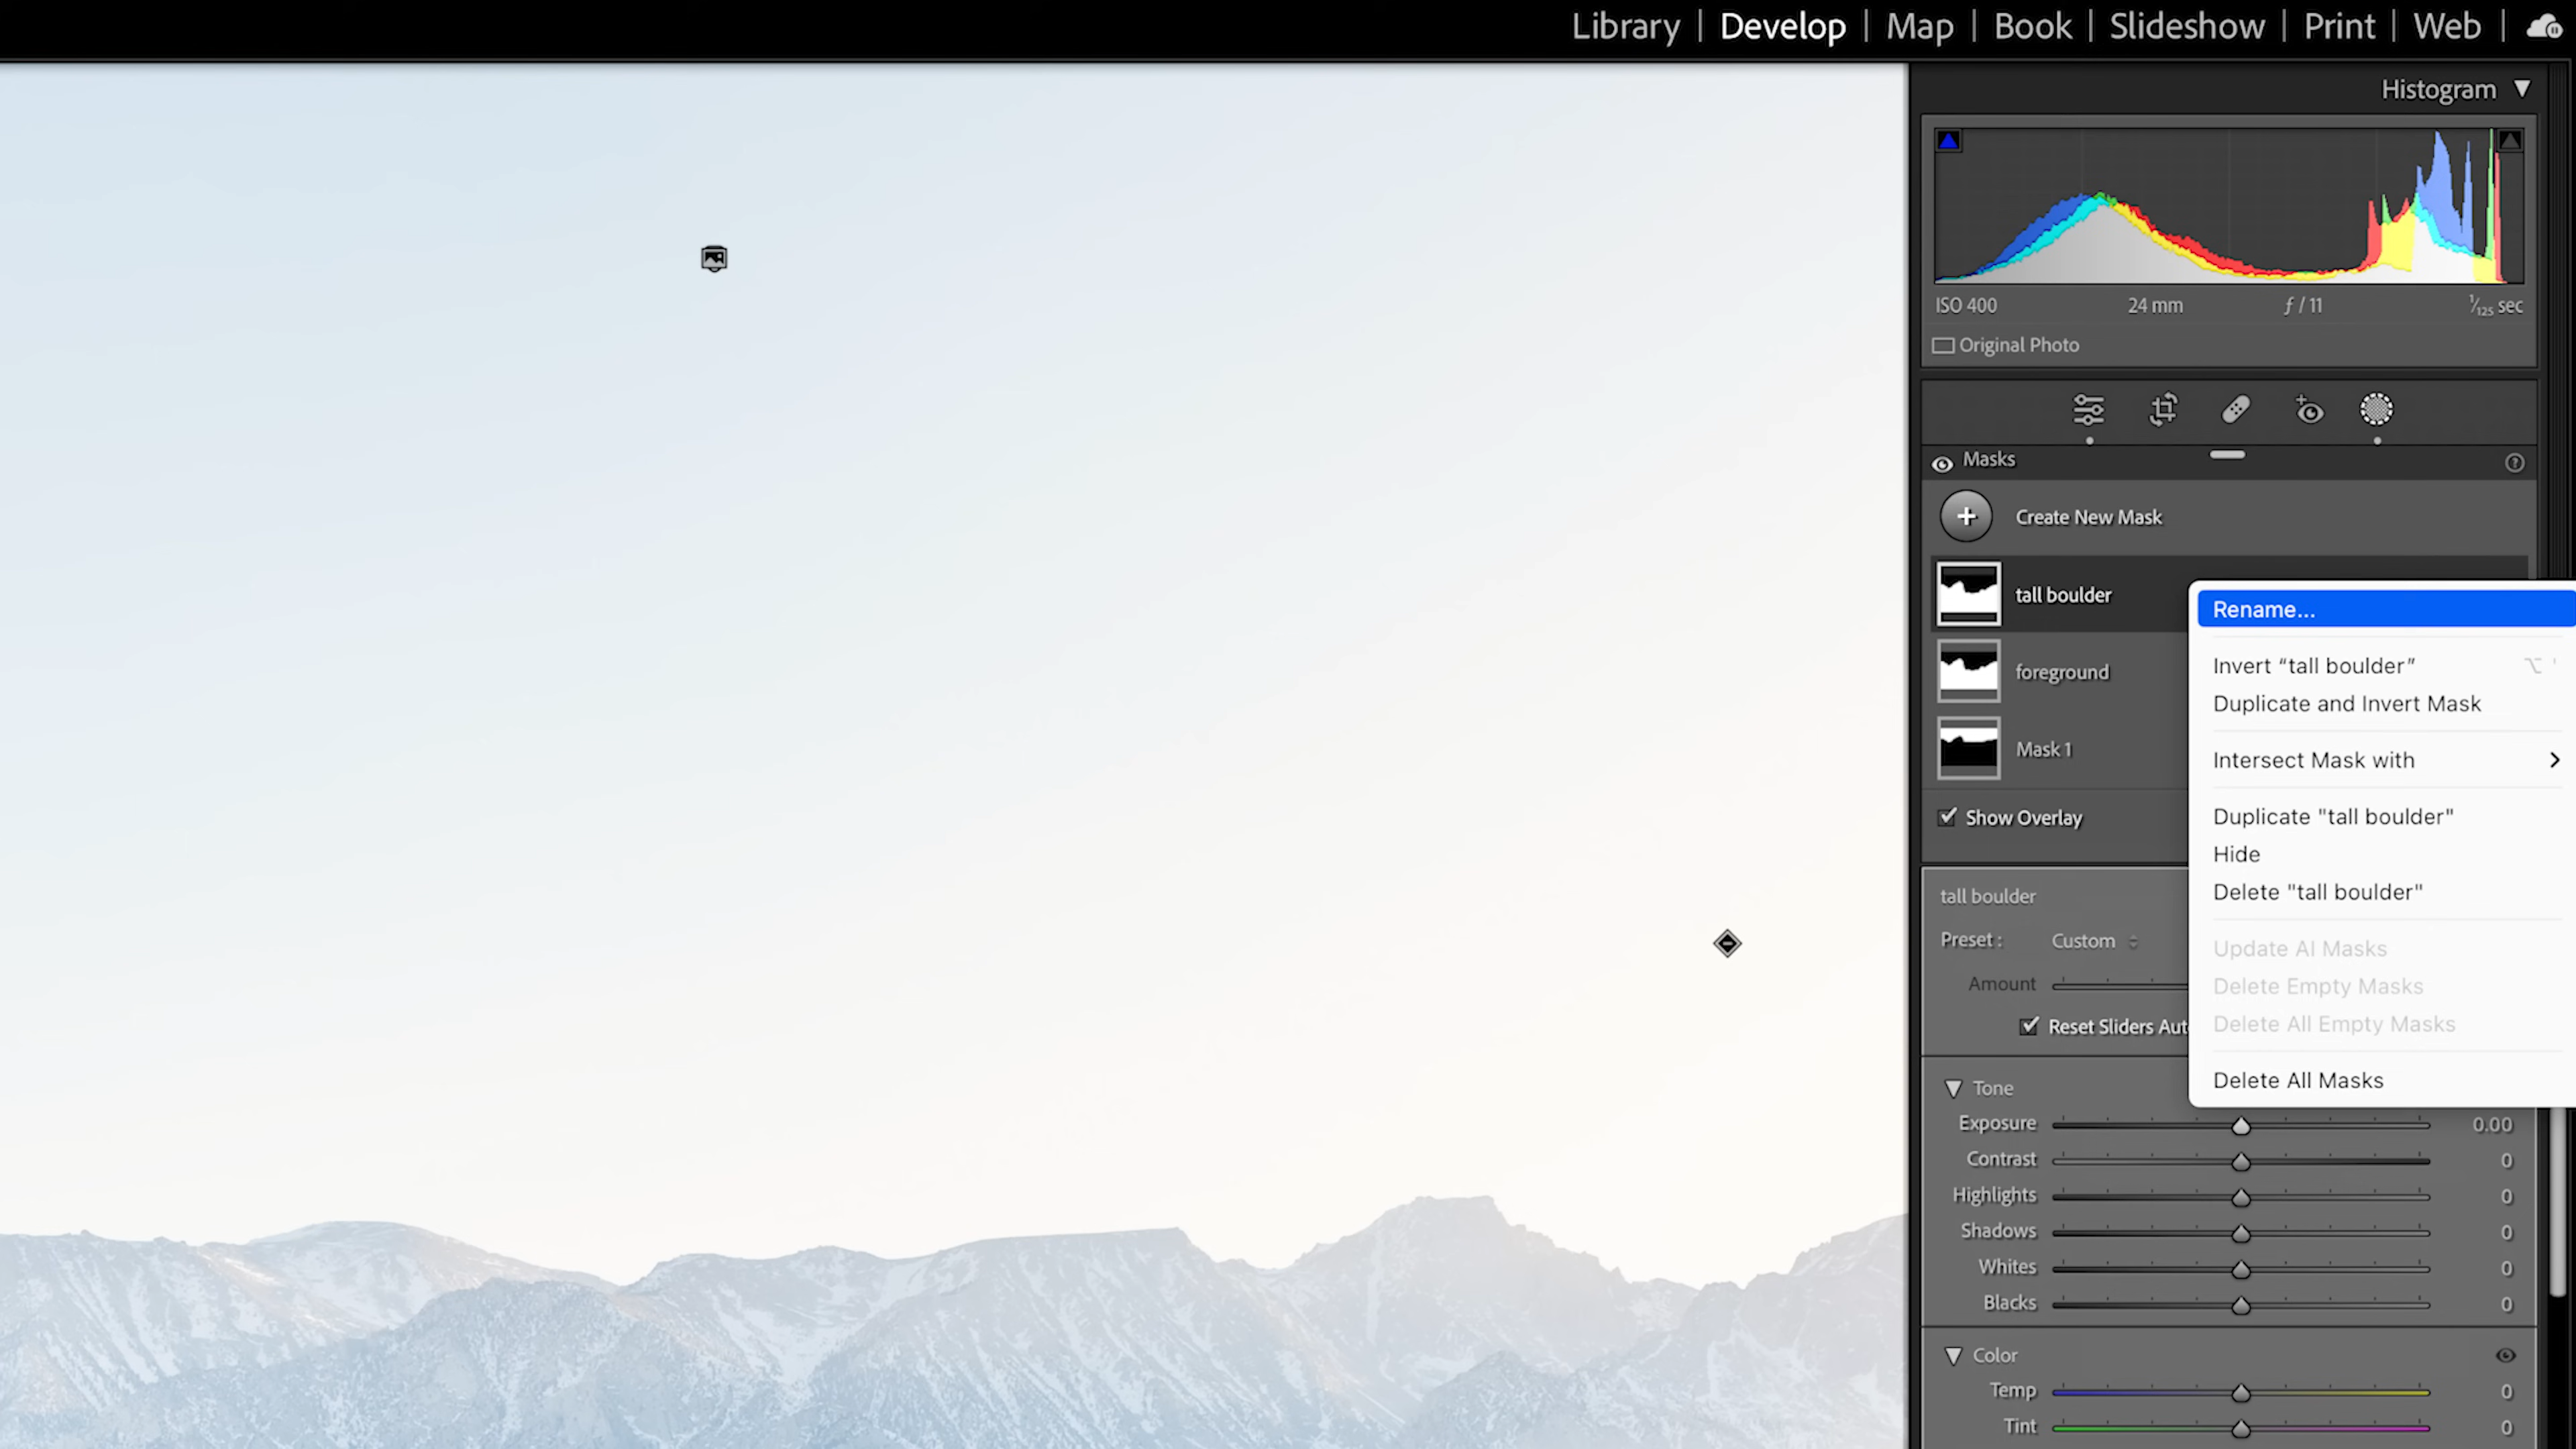 Library | Develop | Map | Book | Slideshow | Print | Web |
Histogram
ISO 400 24 mm ƒ / 11 1/125 sec
Original Photo
Masks
Create New Mask
tall boulder
foreground
Mask 1
Show Overlay
Rename...
Invert “tall boulder” ⌥ '
Duplicate and Invert Mask
Intersect Mask with
Duplicate "tall boulder"
Hide
Delete "tall boulder"
Update AI Masks
Delete Empty Masks
Delete All Empty Masks
Delete All Masks
tall boulder
Preset : Custom
Amount
Reset Sliders Aut
Tone
Exposure 0.00
Contrast 0
Highlights 0
Shadows 0
Whites 0
Blacks 0
Color
Temp 0
Tint 0